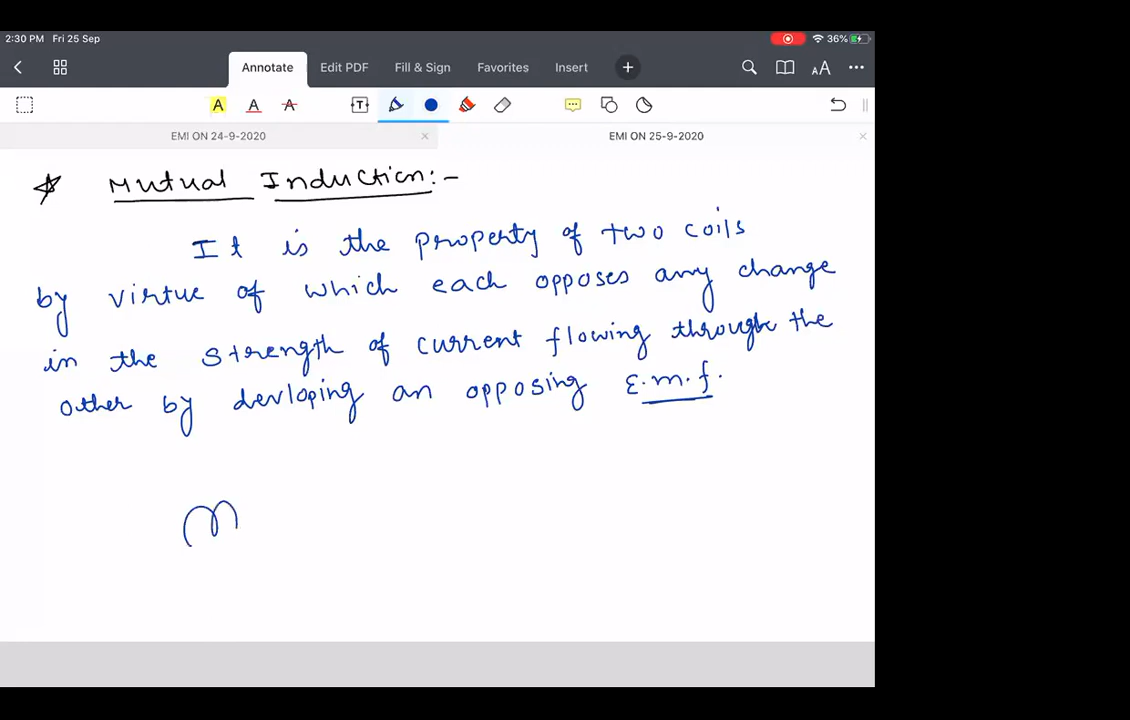 2:30 PM Fri 25 Sep 36%
Annotate Edit PDF Fill & Sign Favorites Insert
EMI ON 24-9-2020 EMI ON 25-9-2020
Mutual Induction:-
It is the property of two coils
by virtue of which each opposes any change
in the strength of current flowing through the
other by devloping an opposing E.m.f.